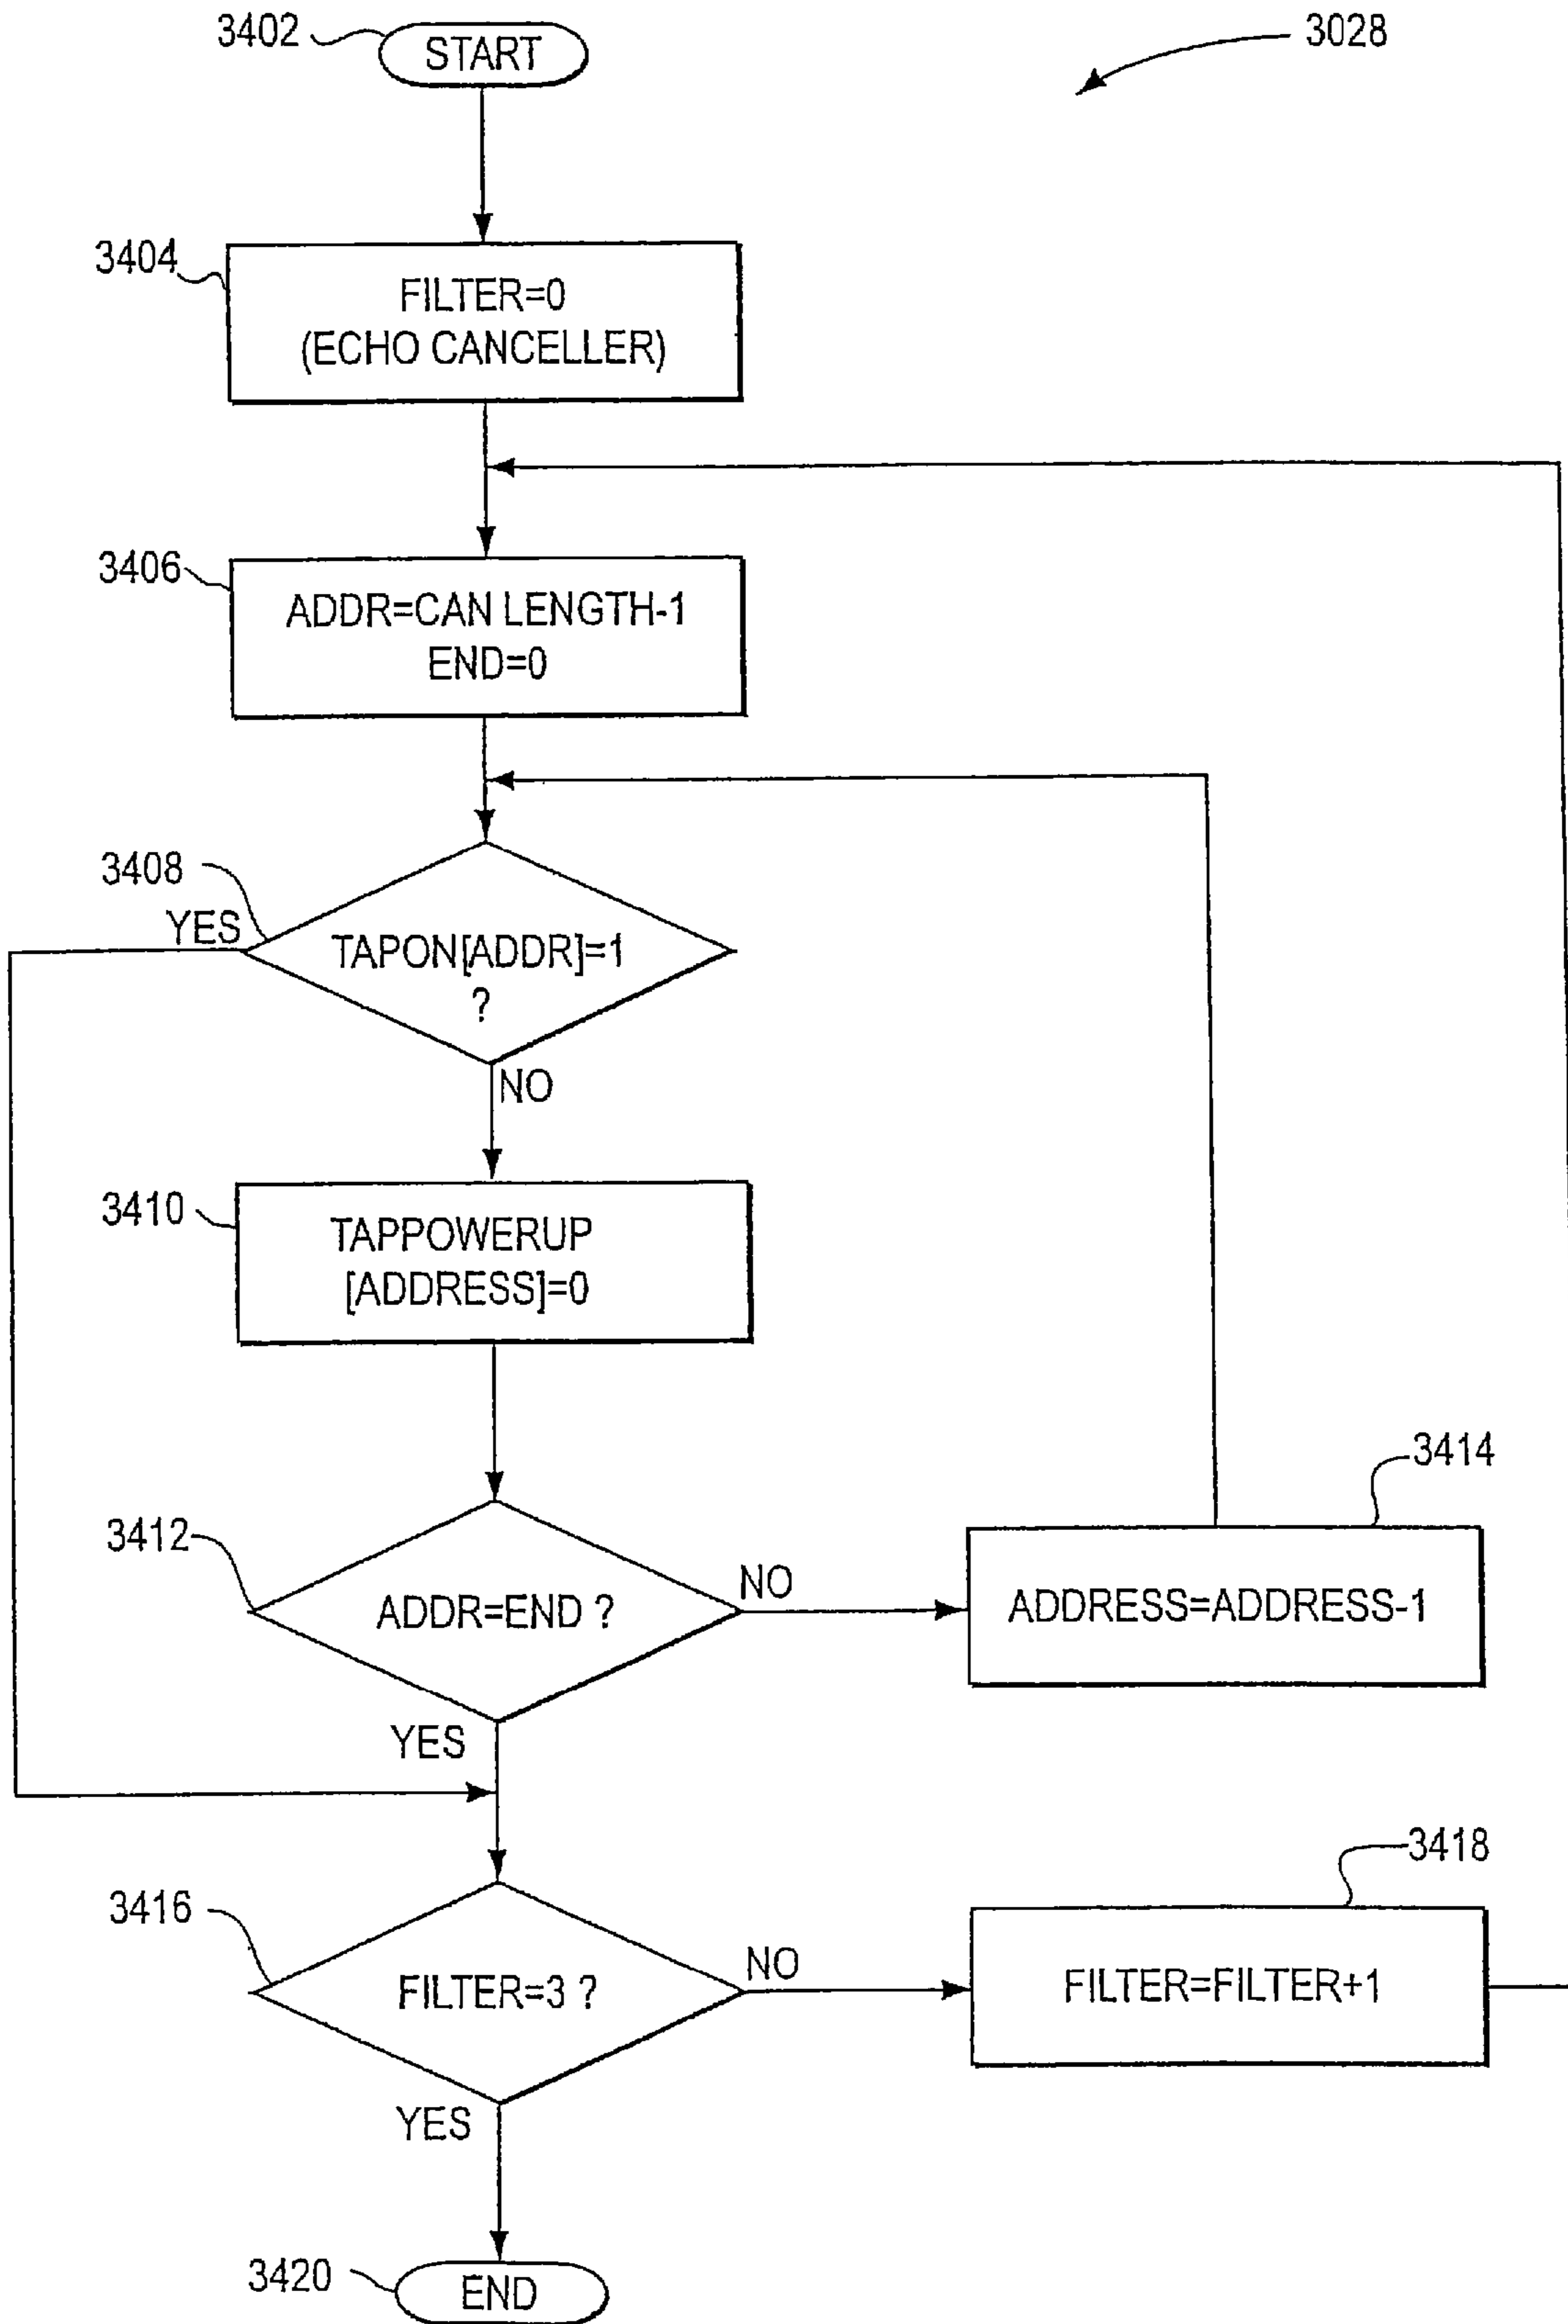 3402
START
3028
3404
FILTER=0
(ECHO CANCELLER)
3406
ADDR=CAN LENGTH-1
END=0
3408
YES
TAPON[ADDR]=1
?
NO
3410
TAPPOWERUP
[ADDRESS]=0
3414
3412
ADDR=END ?
NO
ADDRESS=ADDRESS-1
YES
3418
3416
FILTER=3 ?
NO
FILTER=FILTER+1
YES
3420
END